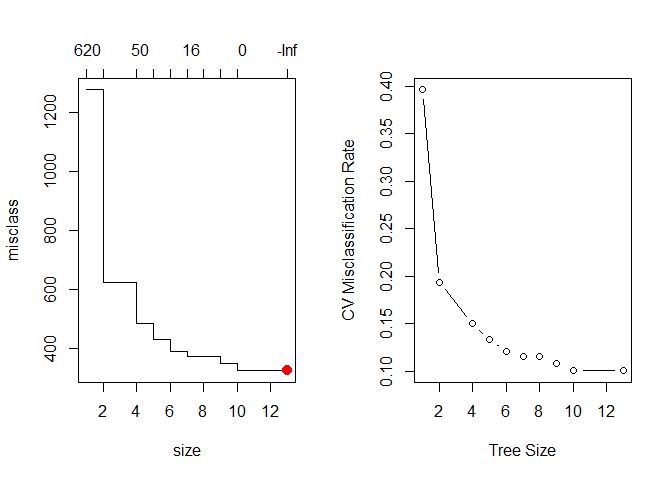 620 50 16 0 -Inf
misclass
400 600 800 1000 1200
2 4 6 8 10 12
size
CV Misclassification Rate
0.10 0.15 0.20 0.25 0.30 0.35 0.40
2 4 6 8 10 12
Tree Size